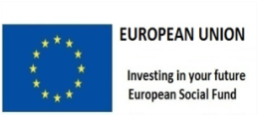 EUROPEAN UNION
Investing in your future
European Social Fund